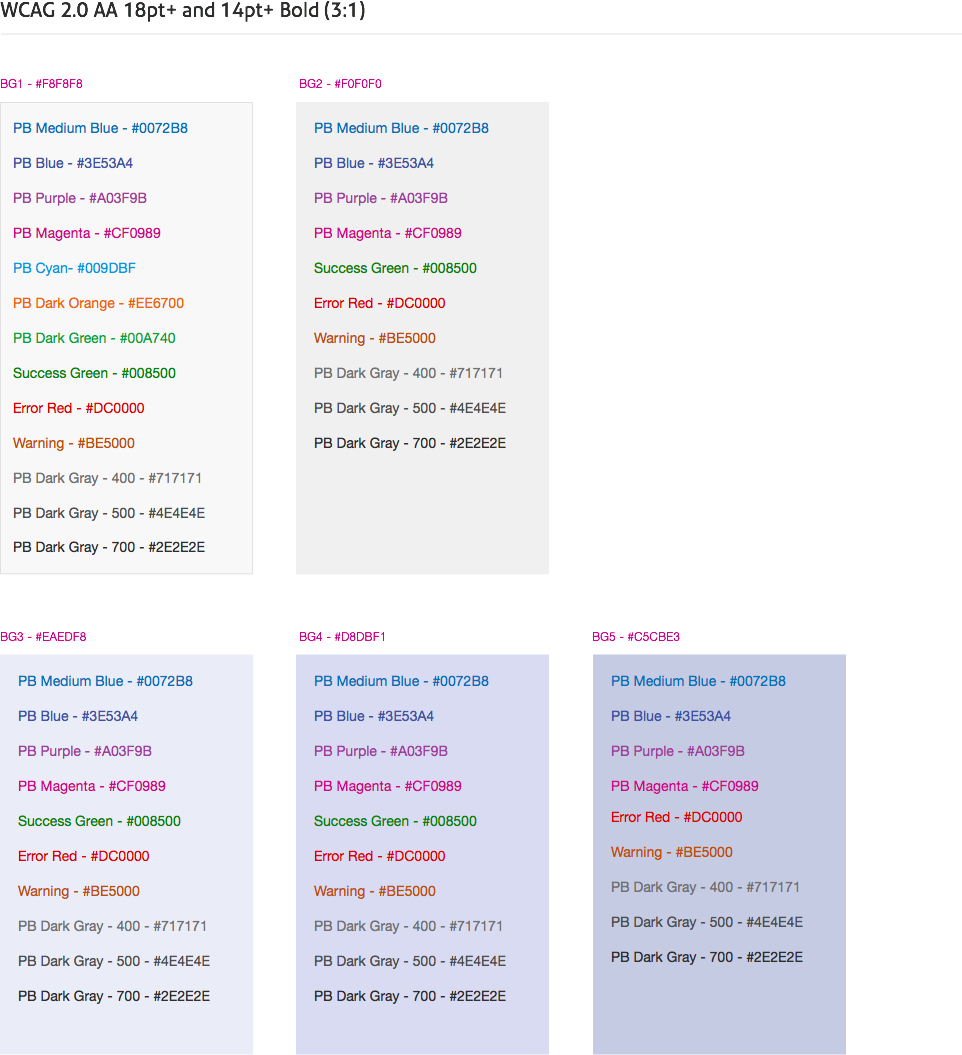 WCAG 2.0 AA 18pt+ and 14pt+ Bold (3:1)
BG1 - #F8F8F8
PB Medium Blue - #0072B8
PB Blue - #3E53A4
PB Purple - #A03F9B
PB Magenta - #CF0989
PB Cyan- #009DBF
PB Dark Orange - #EE6700
PB Dark Green - #00A740
Success Green - #008500
Error Red - #DC0000
Warning - #BE5000
PB Dark Gray - 400 - #717171
PB Dark Gray - 500 - #4E4E4E
PB Dark Gray - 700 - #2E2E2E
BG2 - #F0F0F0
PB Medium Blue - #0072B8
PB Blue - #3E53A4
PB Purple - #A03F9B
PB Magenta - #CF0989
Success Green - #008500
Error Red - #DC0000
Warning - #BE5000
PB Dark Gray - 400 - #717171
PB Dark Gray - 500 - #4E4E4E
PB Dark Gray - 700 - #2E2E2E
BG3 - #EAEDF8
PB Medium Blue - #0072B8
PB Blue - #3E53A4
PB Purple - #A03F9B
PB Magenta - #CF0989
Success Green - #008500
Error Red - #DC0000
Warning - #BE5000
PB Dark Gray - 400 - #717171
PB Dark Gray - 500 - #4E4E4E
PB Dark Gray - 700 - #2E2E2E
BG4 - #D8DBF1
PB Medium Blue - #0072B8
PB Blue - #3E53A4
PB Purple - #A03F9B
PB Magenta - #CF0989
Success Green - #008500
Error Red - #DC0000
Warning - #BE5000
PB Dark Gray - 400 - #717171
PB Dark Gray - 500 - #4E4E4E
PB Dark Gray - 700 - #2E2E2E
BG5 - #C5CBE3
PB Medium Blue - #0072B8
PB Blue - #3E53A4
PB Purple - #A03F9B
PB Magenta - #CF0989
Error Red - #DC0000
Warning - #BE5000
PB Dark Gray - 400 - #717171
PB Dark Gray - 500 - #4E4E4E
PB Dark Gray - 700 - #2E2E2E